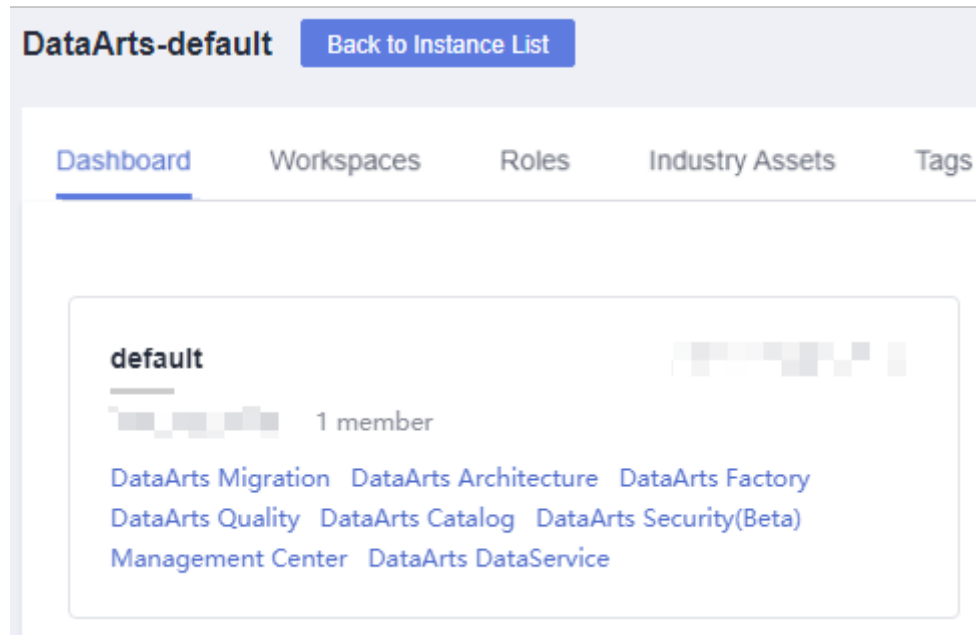 DataArts-default Back to Instance List
Dashboard Workspaces Roles Industry Assets Tags
default
1 member
DataArts Migration DataArts Architecture DataArts Factory
DataArts Quality DataArts Catalog DataArts Security(Beta)
Management Center DataArts DataService